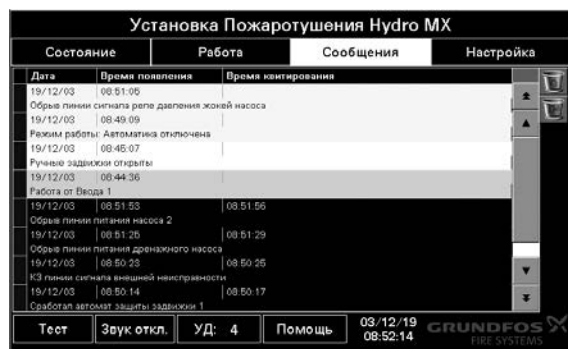 Установка Пожаротушения Hydro MX
Состояние Работа Сообщения Настройка
Дата Время появления Время квитирования
19/12/03 08:51:05
Обрыв линии сигнала реле давления жокей насоса
19/12/03 08:49:09
Режим работы: Автоматика отключена
19/12/03 08:45:07
Ручные задвижки открыты
19/12/03 08:44:36
Работа от Ввода 1
19/12/03 08:51:53 08:51:56
Обрыв линии питания насоса 2
19/12/03 08:51:25 08:51:29
Обрыв линии питания дренажного насоса
19/12/03 08:50:23 08:50:25
КЗ линии сигнала внешней неисправности
19/12/03 08:50:14 08:50:17
Сработал автомат защиты задвижки 1
Тест Звук откл. УД: 4 Помощь 03/12/19 08:52:14
GRUNDFOS
FIRE SYSTEMS